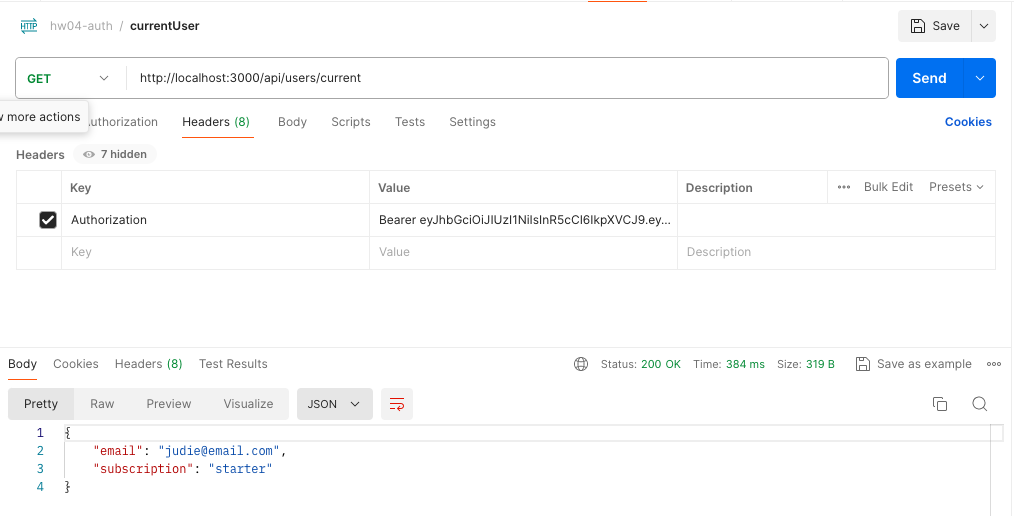 HTTP hw04-auth / currentUser Save
GET http://localhost:3000/api/users/current Send
w more actions uthorization Headers (8) Body Scripts Tests Settings Cookies
Headers 7 hidden
Key Value Description Bulk Edit Presets
Authorization Bearer eyJhbGciOiJIUzI1NiIsInR5cCI6IkpXVCJ9.ey...
Key Value Description
Body Cookies Headers (8) Test Results Status: 200 OK Time: 384 ms Size: 319 B Save as example
Pretty Raw Preview Visualize JSON
1 {
2 "email": "judie@email.com",
3 "subscription": "starter"
4 }